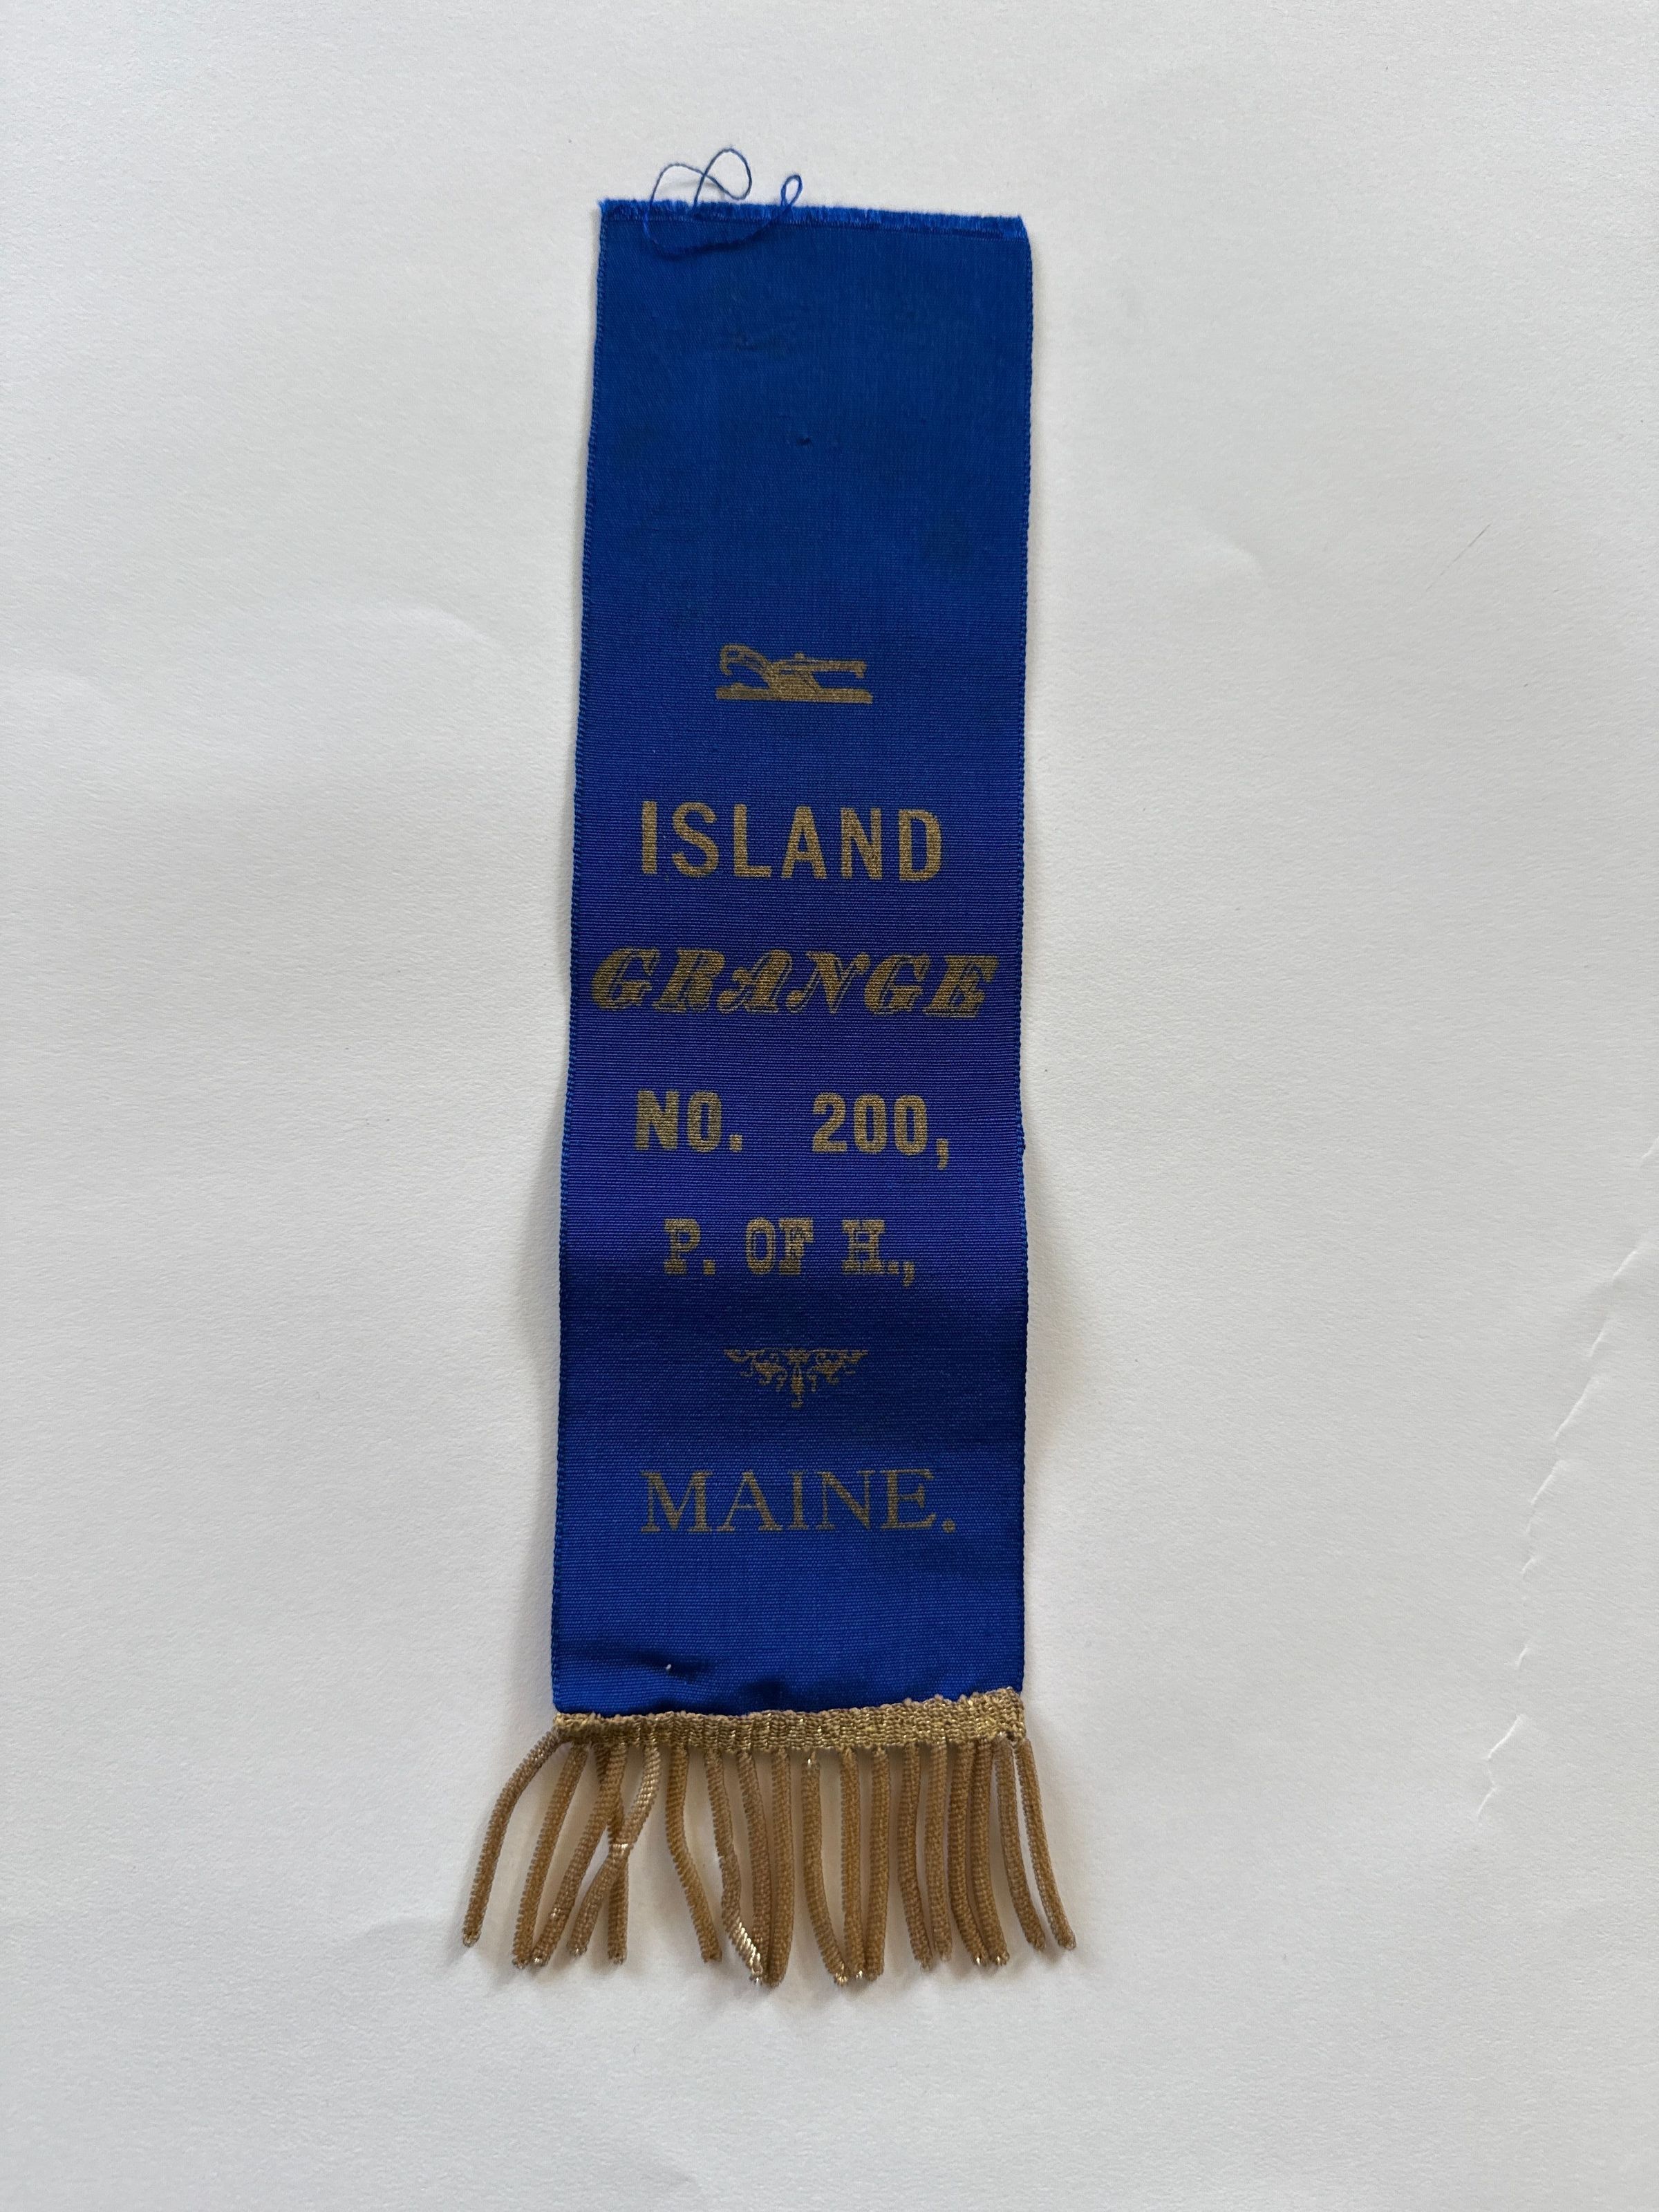 ISLAND
GRANGE
NO. 200,
P. OF H.,
MAINE.